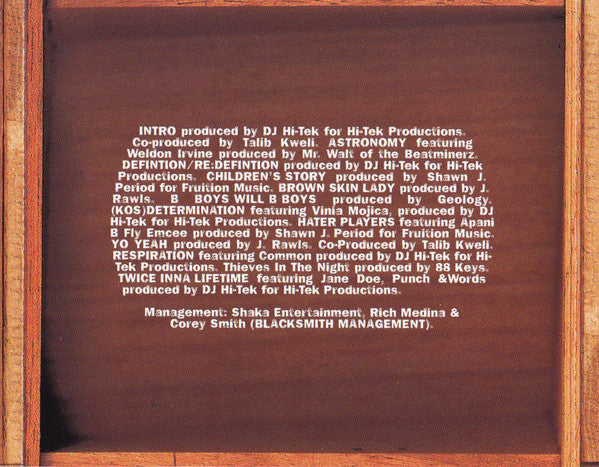 INTRO produced by DJ Hi-Tek for Hi-Tek Productions.
Co-produced by Talib Kweli. ASTRONOMY featuring
Weldon Irvine produced by Mr. Walt of the Beatminerz.
DEFINTION/RE:DEFINTION produced by DJ Hi-Tek for Hi-Tek
Productions. CHILDREN'S STORY produced by Shawn J.
Period for Fruition Music. BROWN SKIN LADY prodcued by J.
Rawls. B BOYS WILL B BOYS produced by Geology,
(KOS)DETERMINATION featuring Vinia Mojica, produced by DJ
Hi-Tek for Hi-Tek Productions. HATER PLAYERS featuring Apani
B Fly Emcee produced by Shawn J. Period for Fruition Music.
YO YEAH produced by J. Rawls. Co-Produced by Talib Kweli.
RESPIRATION featuring Common produced by DJ Hi-Tek for Hi-
Tek Productions. Thieves In The Night produced by 88 Keys.
TWICE INNA LIFETIME featuring Jane Doe, Punch &Words
produced by DJ Hi-Tek for Hi-Tek Productions.
Management: Shaka Entertainment, Rich Medina &
Corey Smith (BLACKSMITH MANAGEMENT).